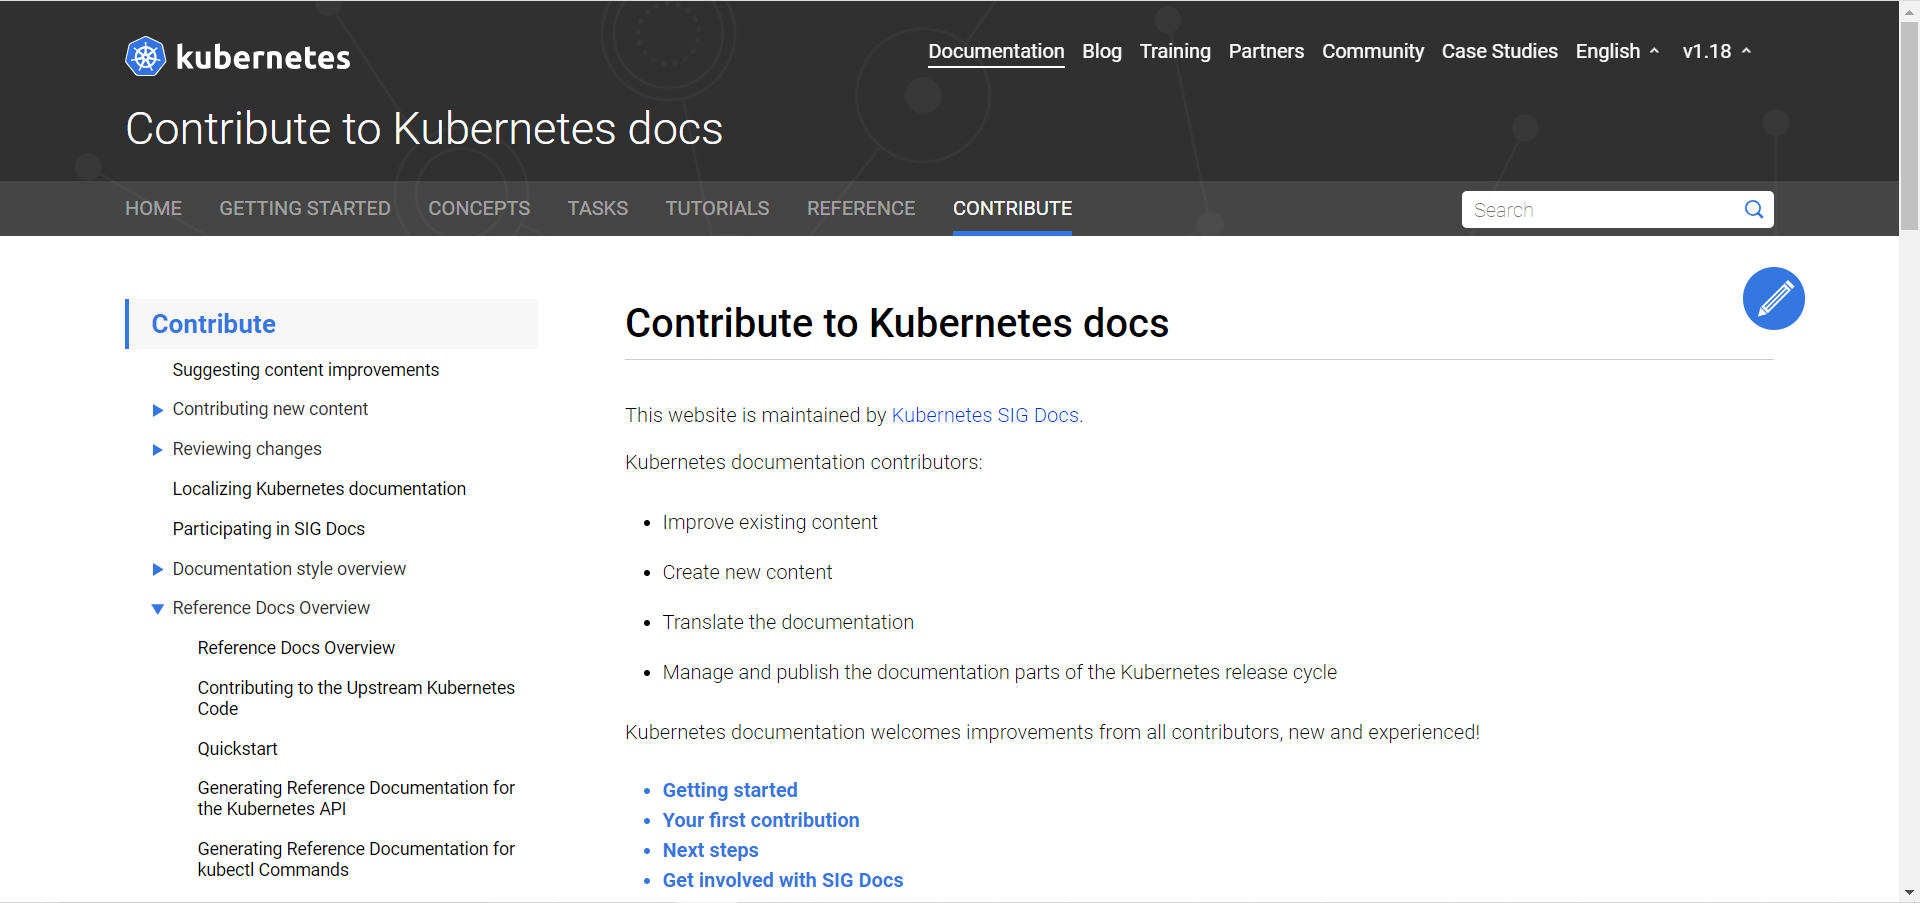 kubernetes
Documentation Blog Training Partners Community Case Studies English v1.18
Contribute to Kubernetes docs
HOME GETTING STARTED CONCEPTS TASKS TUTORIALS REFERENCE CONTRIBUTE
Search
Contribute
Suggesting content improvements
Contributing new content
Reviewing changes
Localizing Kubernetes documentation
Participating in SIG Docs
Documentation style overview
Reference Docs Overview
Reference Docs Overview
Contributing to the Upstream Kubernetes
Code
Quickstart
Generating Reference Documentation for
the Kubernetes API
Generating Reference Documentation for
kubectl Commands
Contribute to Kubernetes docs
This website is maintained by Kubernetes SIG Docs.
Kubernetes documentation contributors:
• Improve existing content
• Create new content
• Translate the documentation
• Manage and publish the documentation parts of the Kubernetes release cycle
Kubernetes documentation welcomes improvements from all contributors, new and experienced!
• Getting started
• Your first contribution
• Next steps
• Get involved with SIG Docs